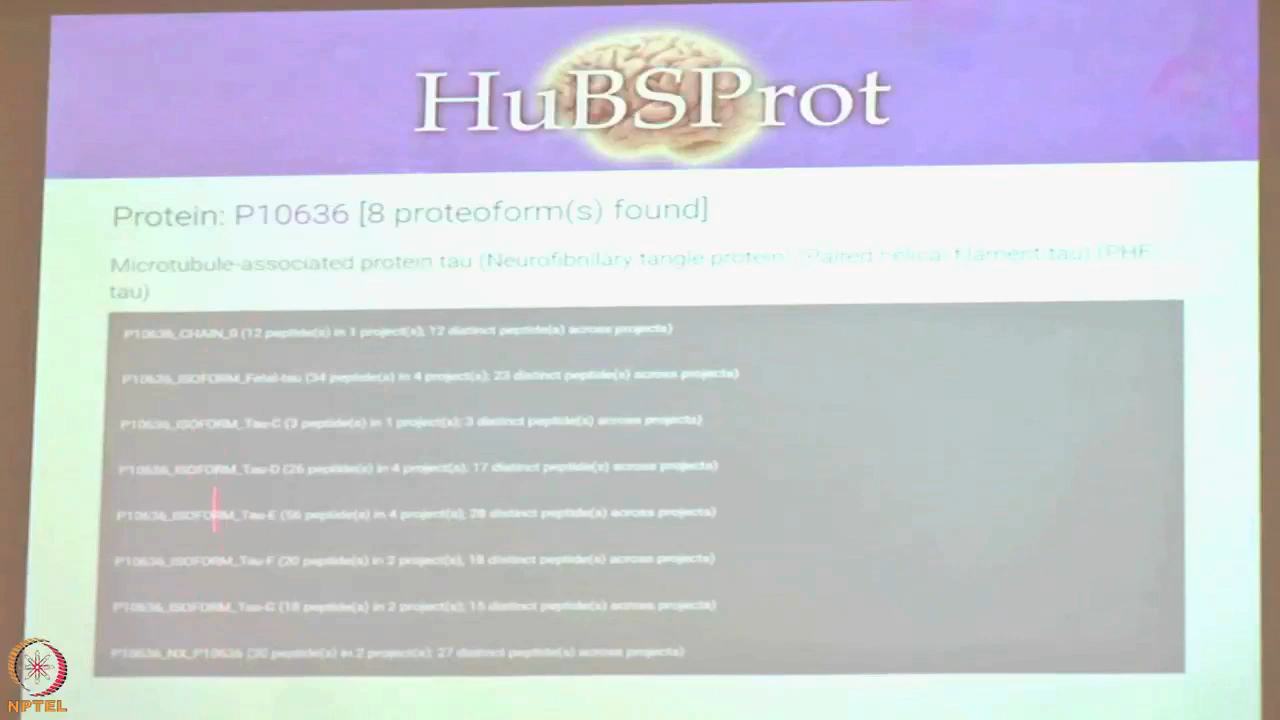 HuBSProt
Protein: P10636 [8 proteoform(s) found]
Microtubule-associated protein tau (Neurofibrillary tangle protein) (Paired helical filament-tau) (PHF-
tau)
P10636_CHAIN_0 (12 peptide(s) in 1 project(s); 12 distinct peptide(s) across projects)
P10636_ISOFORM_Fetal-tau (34 peptide(s) in 4 project(s); 23 distinct peptide(s) across projects)
P10636_ISOFORM_Tau-C (3 peptide(s) in 1 project(s); 3 distinct peptide(s) across projects)
P10636_ISOFORM_Tau-D (26 peptide(s) in 4 project(s); 17 distinct peptide(s) across projects)
P10636_ISOFORM_Tau-E (56 peptide(s) in 4 project(s); 28 distinct peptide(s) across projects)
P10636_ISOFORM_Tau-F (20 peptide(s) in 2 project(s); 18 distinct peptide(s) across projects)
P10636_ISOFORM_Tau-G (18 peptide(s) in 2 project(s); 15 distinct peptide(s) across projects)
P10636_NX_P10636 (30 peptide(s) in 2 project(s); 27 distinct peptide(s) across projects)
NPTEL